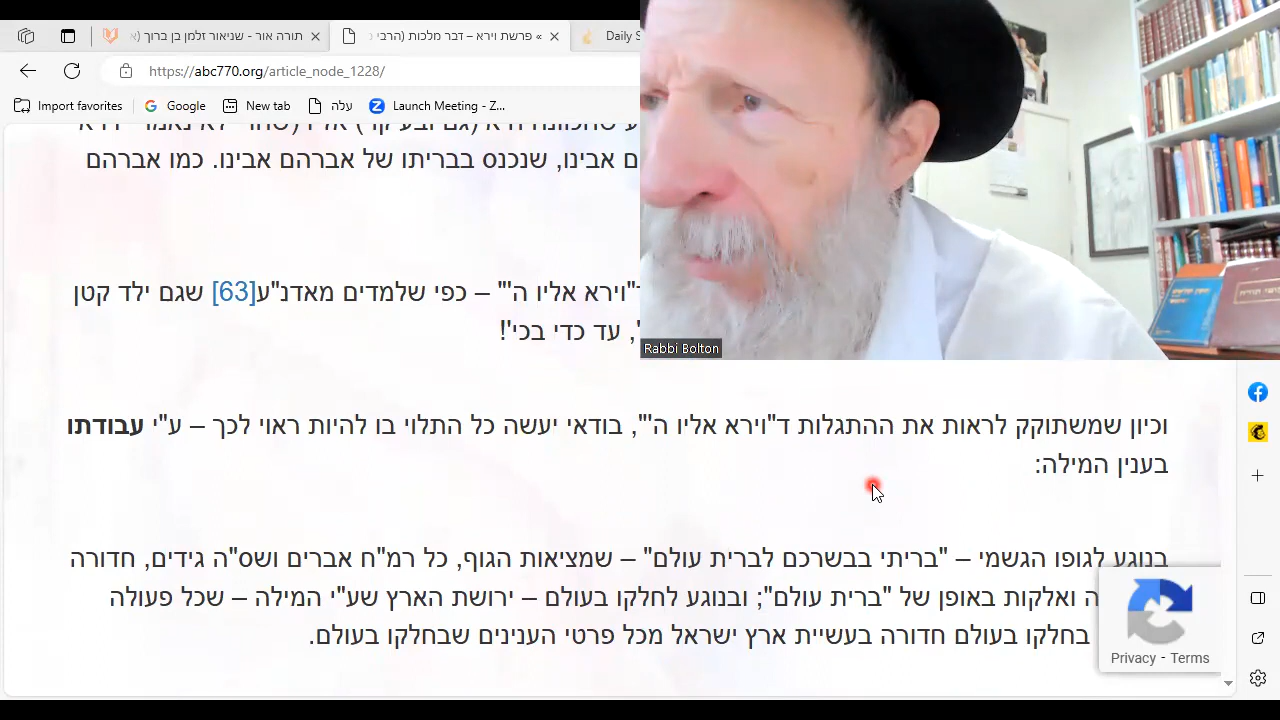 תורה אור - שניאור זלמן בן ברוך (א
» פרשת וירא – דבר מלכות (הרבי נ
Daily S
https://abc770.org/article_node_1228/
Import favorites
Google
New tab
עלה
Launch Meeting - Z...
ם אבינו, שנכנס בבריתו של אברהם אבינו. כמו אברהם
ד"וירא אליו ה'" – כפי שלמדים מאדנ"ע[63] שגם ילד קטן
', עד כדי בכי'!
Rabbi Bolton
וכיון שמשתוקק לראות את ההתגלות ד"וירא אליו ה'", בודאי יעשה כל התלוי בו להיות ראוי לכך – ע"י עבודתו
בענין המילה:
בנוגע לגופו הגשמי – "בריתי בבשרכם לברית עולם" – שמציאות הגוף, כל רמ"ח אברים ושס"ה גידים, חדורה
ה ואלקות באופן של "ברית עולם"; ובנוגע לחלקו בעולם – ירושת הארץ שע"י המילה – שכל פעולה
בחלקו בעולם חדורה בעשיית ארץ ישראל מכל פרטי הענינים שבחלקו בעולם.
Privacy - Terms